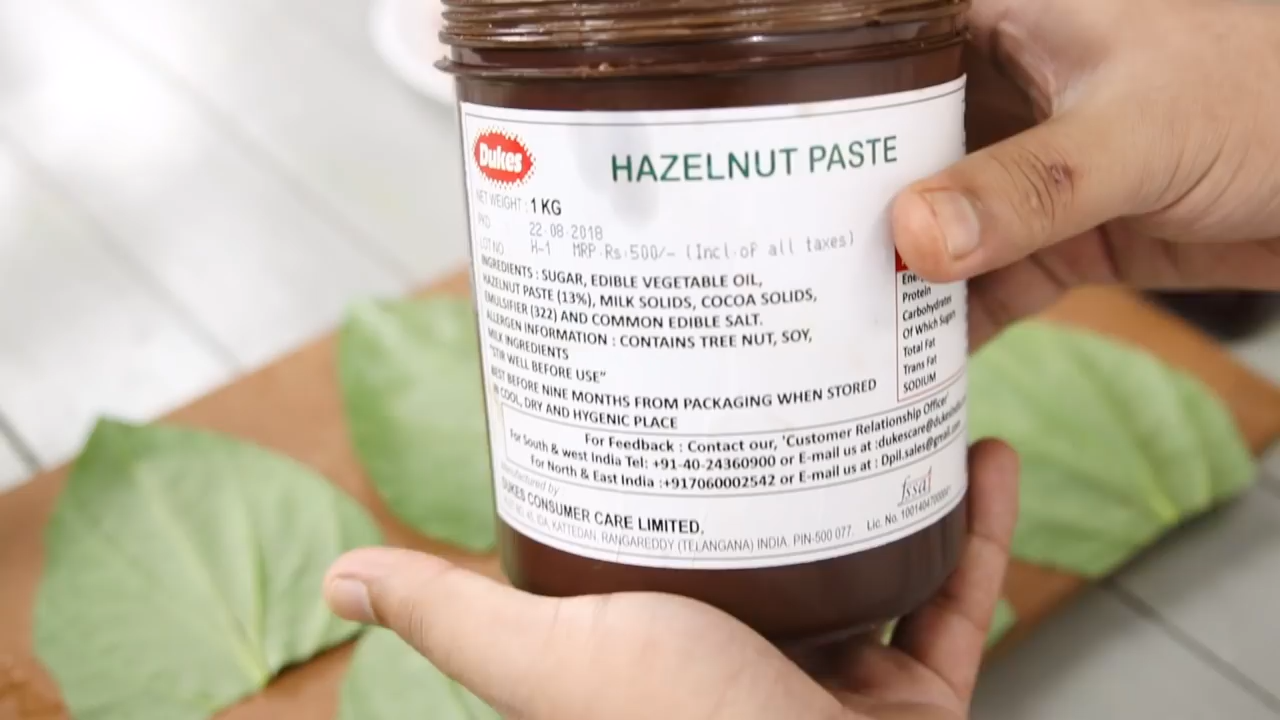 Dukes
HAZELNUT PASTE
NET WEIGHT : 1 KG
PKD 22-08-2018
LOT NO H-1 MRP Rs:500/- (Incl.of all taxes)
INGREDIENTS : SUGAR, EDIBLE VEGETABLE OIL,
HAZELNUT PASTE (13%), MILK SOLIDS, COCOA SOLIDS,
EMULSIFIER (322) AND COMMON EDIBLE SALT.
ALLERGEN INFORMATION : CONTAINS TREE NUT, SOY,
MILK INGREDIENTS
"STIR WELL BEFORE USE"
BEST BEFORE NINE MONTHS FROM PACKAGING WHEN STORED
IN COOL, DRY AND HYGENIC PLACE
Protein
Carbohydrates
Of Which Sugars
Total Fat
Trans Fat
SODIUM
For Feedback : Contact our, 'Customer Relationship Officer'
For South & west India Tel: +91-40-24360900 or E-mail us at :
For North & East India :+917060002542 or E-mail us at : Dpil.sales@gmail
Manufactured by
DUKES CONSUMER CARE LIMITED,
KATTEDAN, RANGAREDDY (TELANGANA) INDIA. PIN-500 077.
fssai
Lic. No.